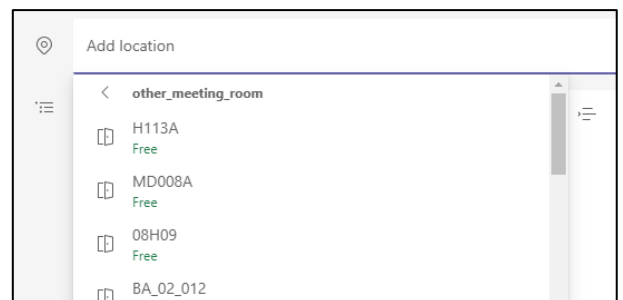 Add location
other_meeting_room
H113A
Free
MD008A
Free
08H09
Free
BA_02_012